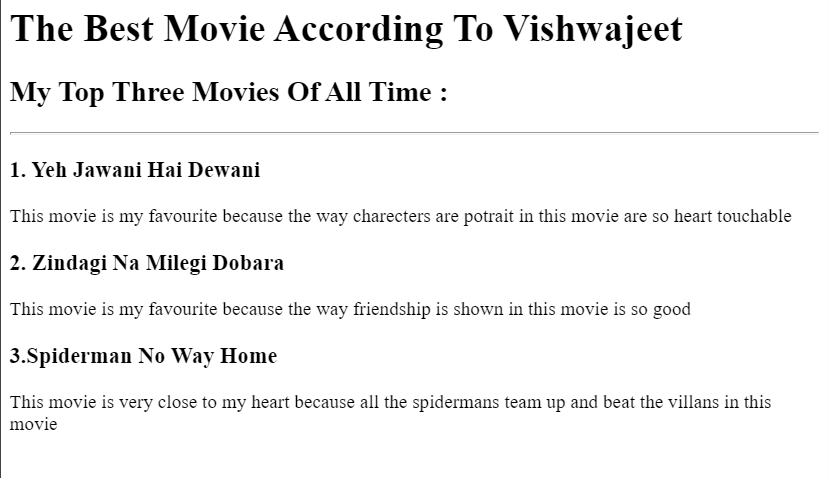 The Best Movie According To Vishwajeet
My Top Three Movies Of All Time :
1. Yeh Jawani Hai Dewani
This movie is my favourite because the way charecters are potrait in this movie are so heart touchable
2. Zindagi Na Milegi Dobara
This movie is my favourite because the way friendship is shown in this movie is so good
3.Spiderman No Way Home
This movie is very close to my heart because all the spidermans team up and beat the villans in this
movie